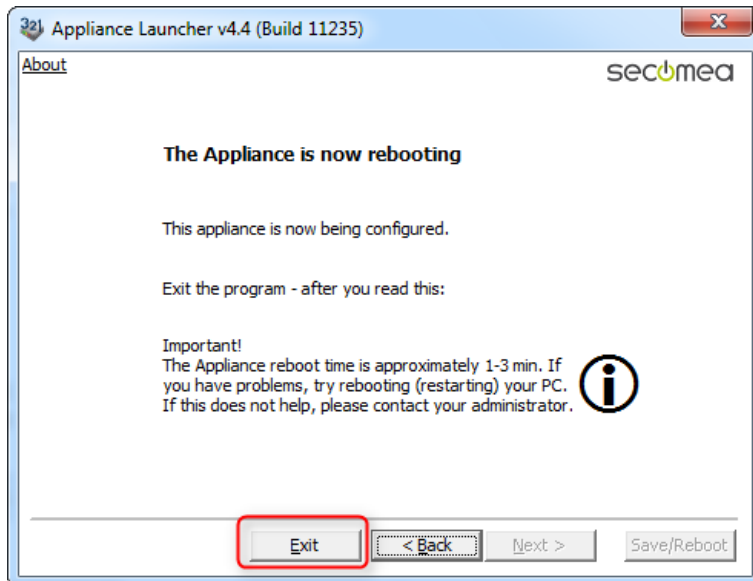 Appliance Launcher v4.4 (Build 11235)
About
secomea
The Appliance is now rebooting
This appliance is now being configured.
Exit the program - after you read this:
Important!
The Appliance reboot time is approximately 1-3 min. If
you have problems, try rebooting (restarting) your PC.
If this does not help, please contact your administrator.
Exit
< Back
Next >
Save/Reboot